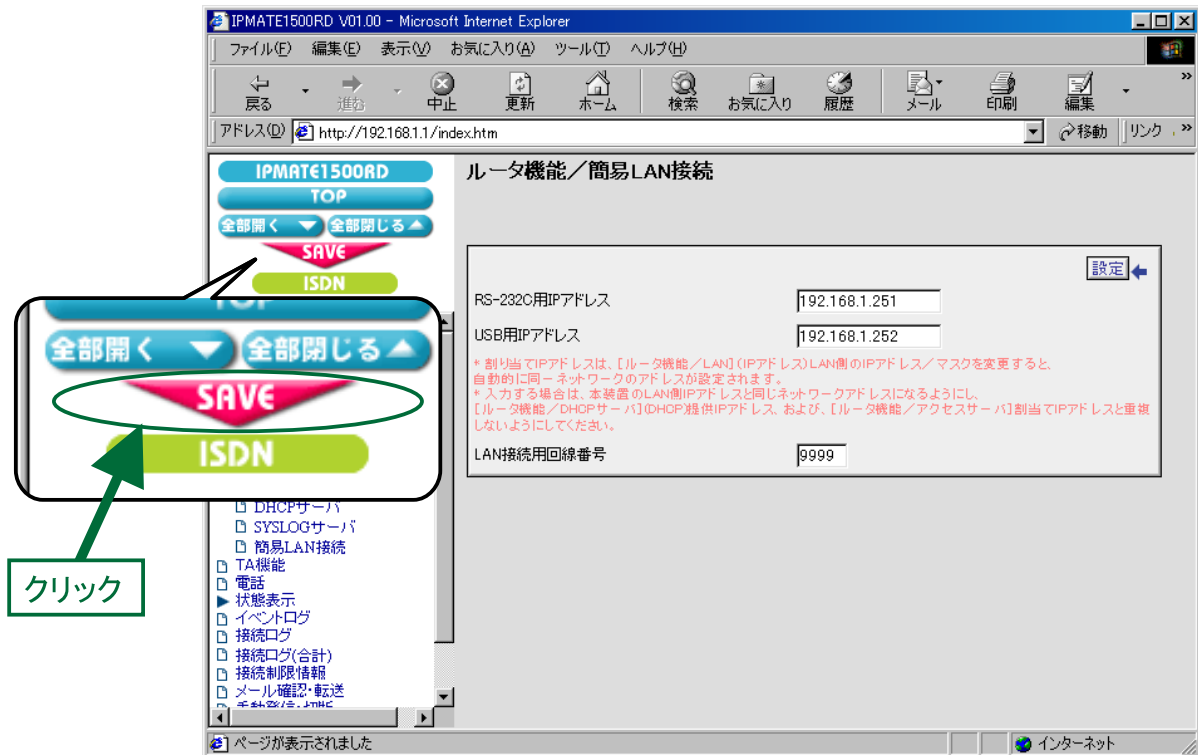 IPMATE1500RD V01.00 - Microsoft Internet Explorer
ファイル(F) 編集(E) 表示(V) お気に入り(A) ツール(T) ヘルプ(H)
戻る 進む 中止 更新 ホーム 検索 お気に入り 履歴 メール 印刷 編集
アドレス(D) http://192.168.1.1/index.htm 移動 リンク
IPMATE1500RD
TOP
全部開く 全部閉じる
SAVE
ISDN
TOP
全部開く 全部閉じる
SAVE
ISDN
クリック
DHCPサーバ
SYSLOGサーバ
簡易LAN接続
TA機能
電話
状態表示
イベントログ
接続ログ
接続ログ(合計)
接続制限情報
メール確認・転送
手動発信・切断
ルータ機能/簡易LAN接続
設定
RS-232C用IPアドレス 192.168.1.251
USB用IPアドレス 192.168.1.252
* 割り当てIPアドレスは、[ルータ機能/LAN](IPアドレス)LAN側のIPアドレス/マスクを変更すると、
自動的に同一ネットワークのアドレスが設定されます。
* 入力する場合は、本装置のLAN側IPアドレスと同じネットワークアドレスになるようにし、
[ルータ機能/DHCPサーバ](DHCP)提供IPアドレス、および、[ルータ機能/アクセスサーバ]割当てIPアドレスと重複
しないようにしてください。
LAN接続用回線番号 9999
ページが表示されました インターネット